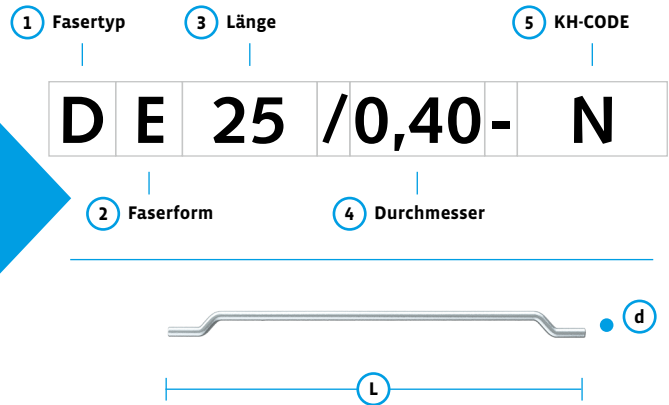 1 Fasertyp
3 Länge
5 KH-CODE
D E 25 /0,40- N
2 Faserform
4 Durchmesser
d
L